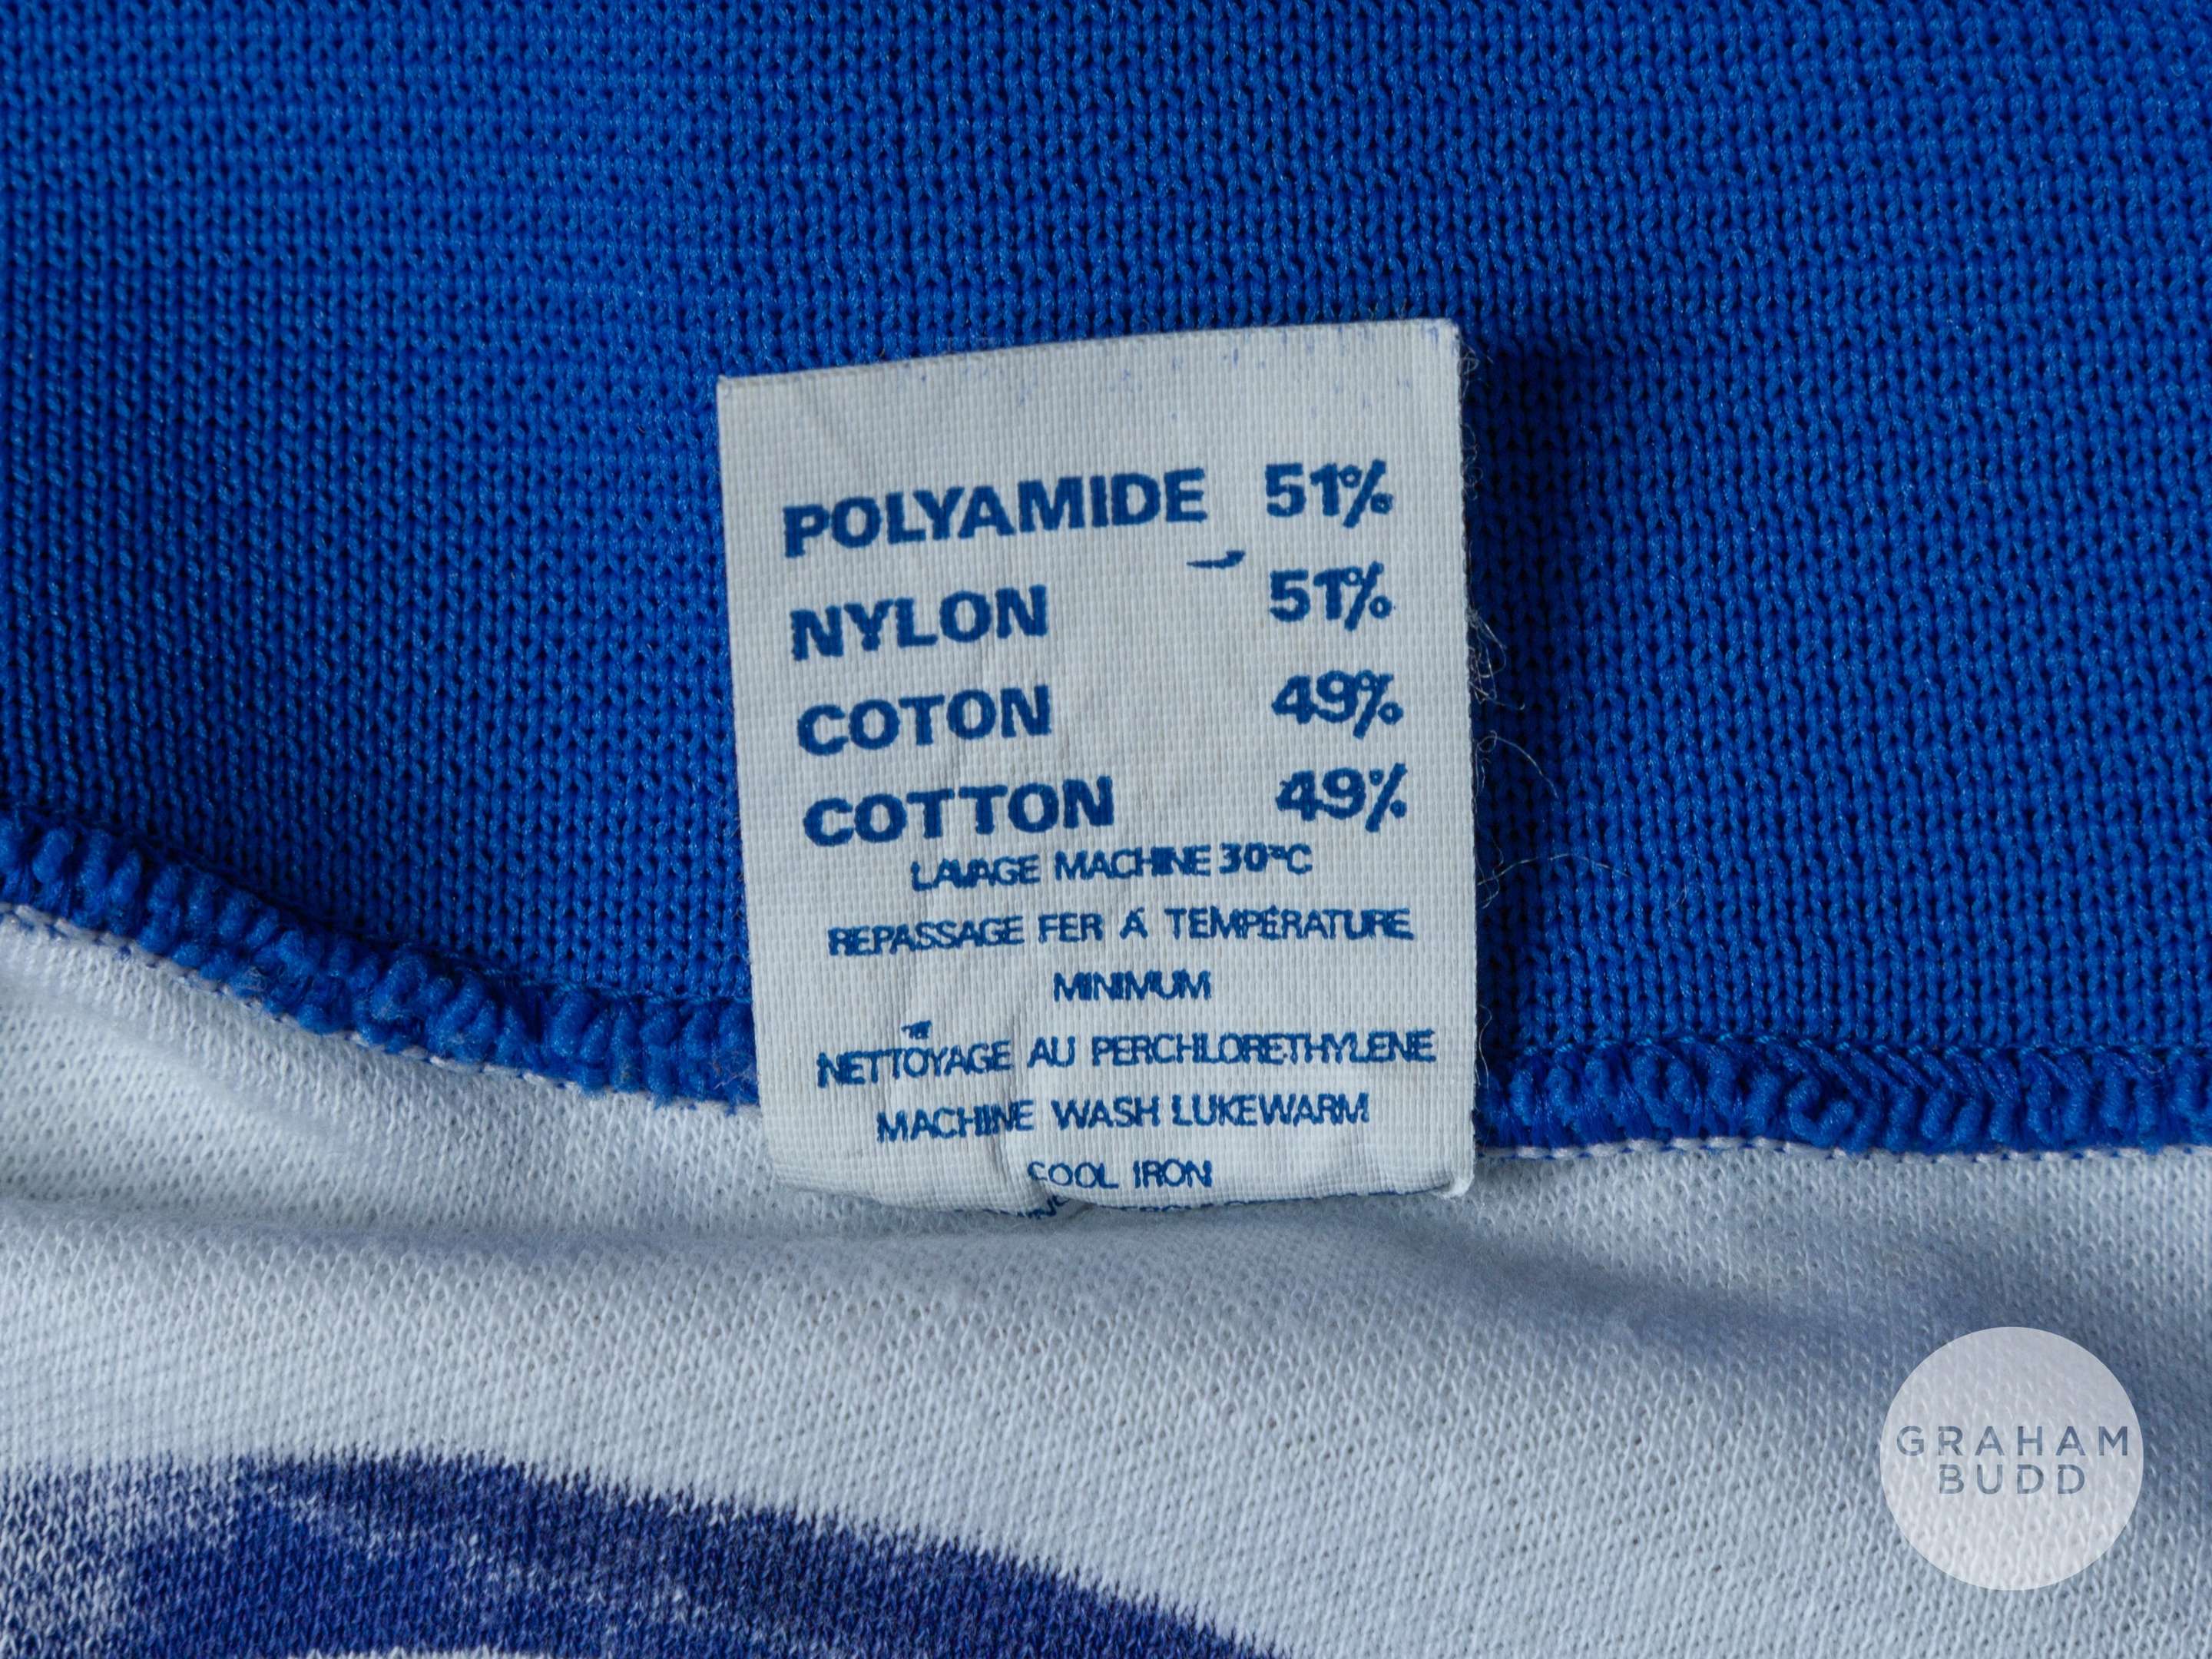 POLYAMIDE 51%
NYLON 51%
COTON 49%
COTTON 49%
LAVAGE MACHINE 30°C
REPASSAGE FER Á TEMPÉRATURE
MINIMUM
NETTOYAGE AU PERCHLORETHYLENE
MACHINE WASH LUKEWARM
COOL IRON
GRAHAM
BUDD